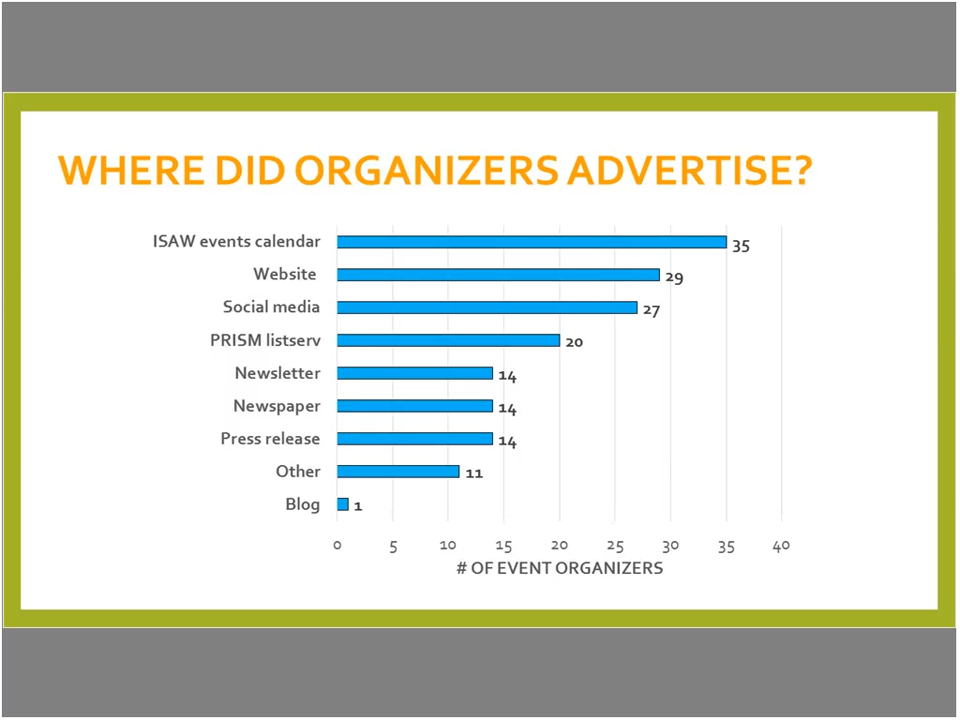 WHERE DID ORGANIZERS ADVERTISE?
ISAW events calendar 35
Website 29
Social media 27
PRISM listserv 20
Newsletter 14
Newspaper 14
Press release 14
Other 11
Blog 1
0 5 10 15 20 25 30 35 40
# OF EVENT ORGANIZERS